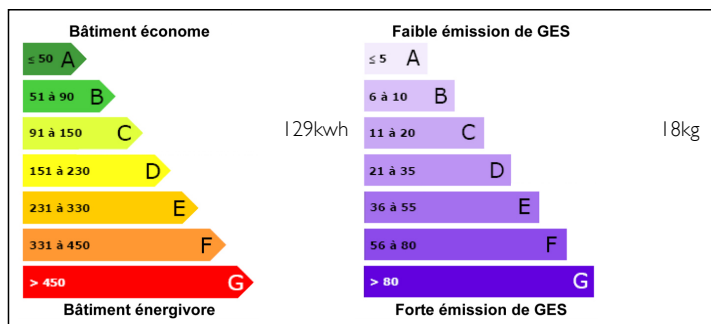 Bâtiment économe
≤ 50 A
51 à 90 B
91 à 150 C
129kwh
151 à 230 D
231 à 330 E
331 à 450 F
> 450 G
Bâtiment énergivore
Faible émission de GES
≤ 5 A
6 à 10 B
11 à 20 C
18kg
21 à 35 D
36 à 55 E
56 à 80 F
> 80 G
Forte émission de GES